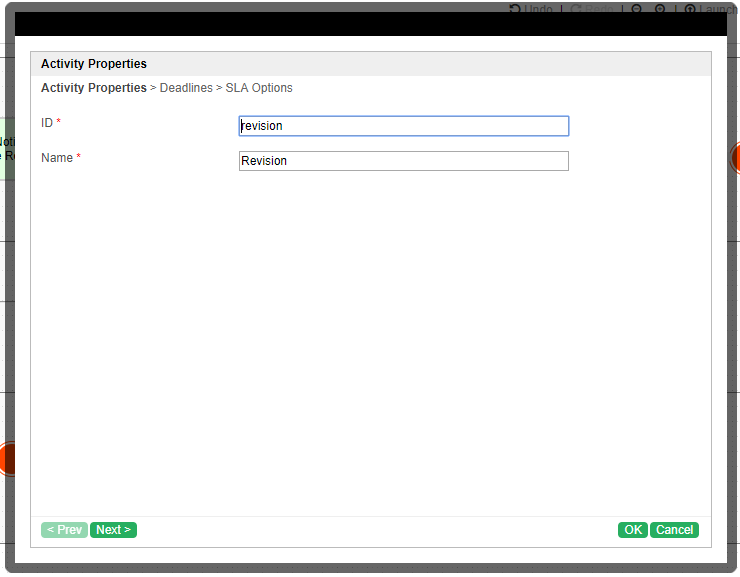 Undo | Redo | Launch
Activity Properties
Activity Properties > Deadlines > SLA Options
ID *
revision
Name *
Revision
< Prev Next >
OK Cancel